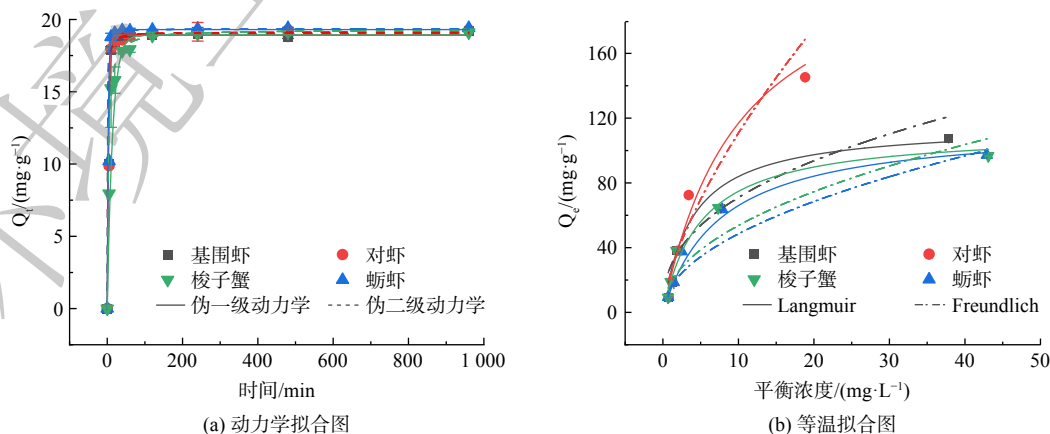 20
15
10
5
0
Qt/(mg·g⁻¹)
基围虾
对虾
梭子蟹
蛎虾
伪一级动力学
伪二级动力学
0
200
400
600
800
1 000
时间/min
(a) 动力学拟合图
160
120
80
40
0
Qe/(mg·g⁻¹)
基围虾
对虾
梭子蟹
蛎虾
Langmuir
Freundlich
0
10
20
30
40
50
平衡浓度/(mg·L⁻¹)
(b) 等温拟合图
境